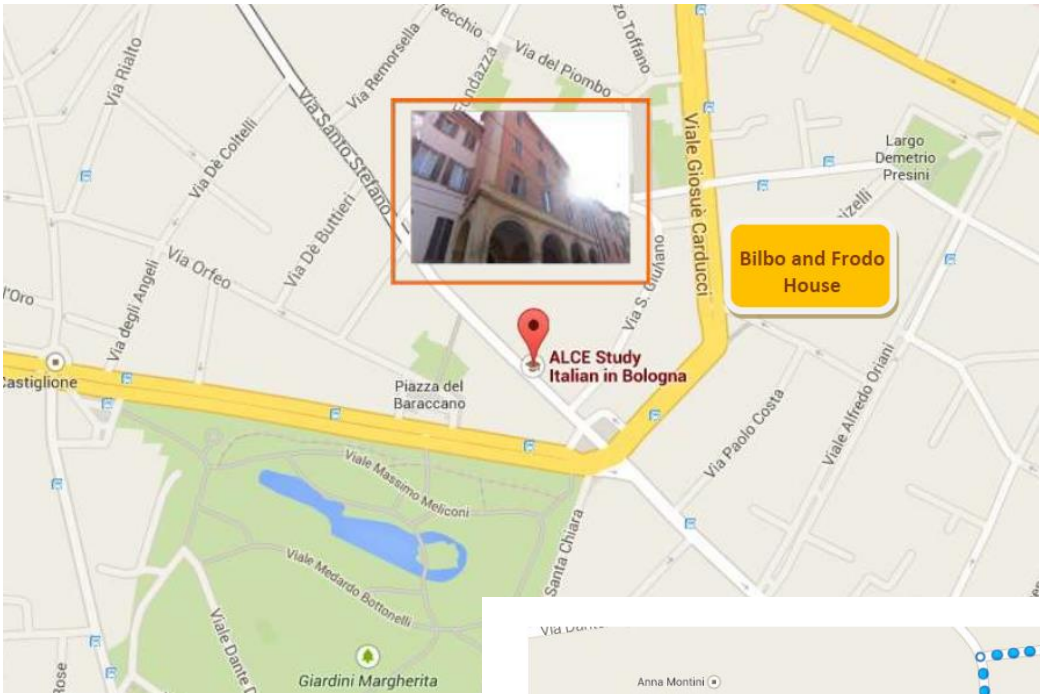 Vecchio
Via del Piombo
Toffano
Via Rialto
Via Remorsella
Fondazza
Via Santo Stefano
Viale Giosuè Carducci
Largo
Demetrio
Presini
Via Dè Coltelli
Via Dè Buttieri
Via Orfeo
Via degli Angeli
Via S. Giuliano
Bilbo and Frodo
House
ALCE Study
Italian in Bologna
Castiglione
Piazza del
Baraccano
Via Paolo Costa
Viale Alfredo Oriani
Viale Massimo Meliconi
Viale Medardo Bottonelli
Santa Chiara
Viale Dante
Giardini Margherita
Anna Montini